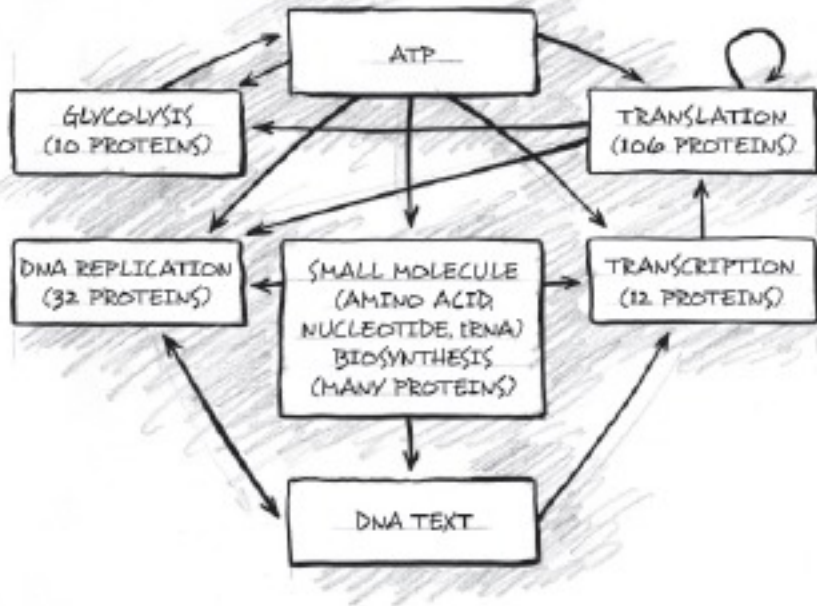 ATP
GLYCOLYSIS
(10 PROTEINS)
TRANSLATION
(106 PROTEINS)
DNA REPLICATION
(32 PROTEINS)
SMALL MOLECULE
(AMINO ACID,
NUCLEOTIDE, tRNA)
BIOSYNTHESIS
(MANY PROTEINS)
TRANSCRIPTION
(12 PROTEINS)
DNA TEXT